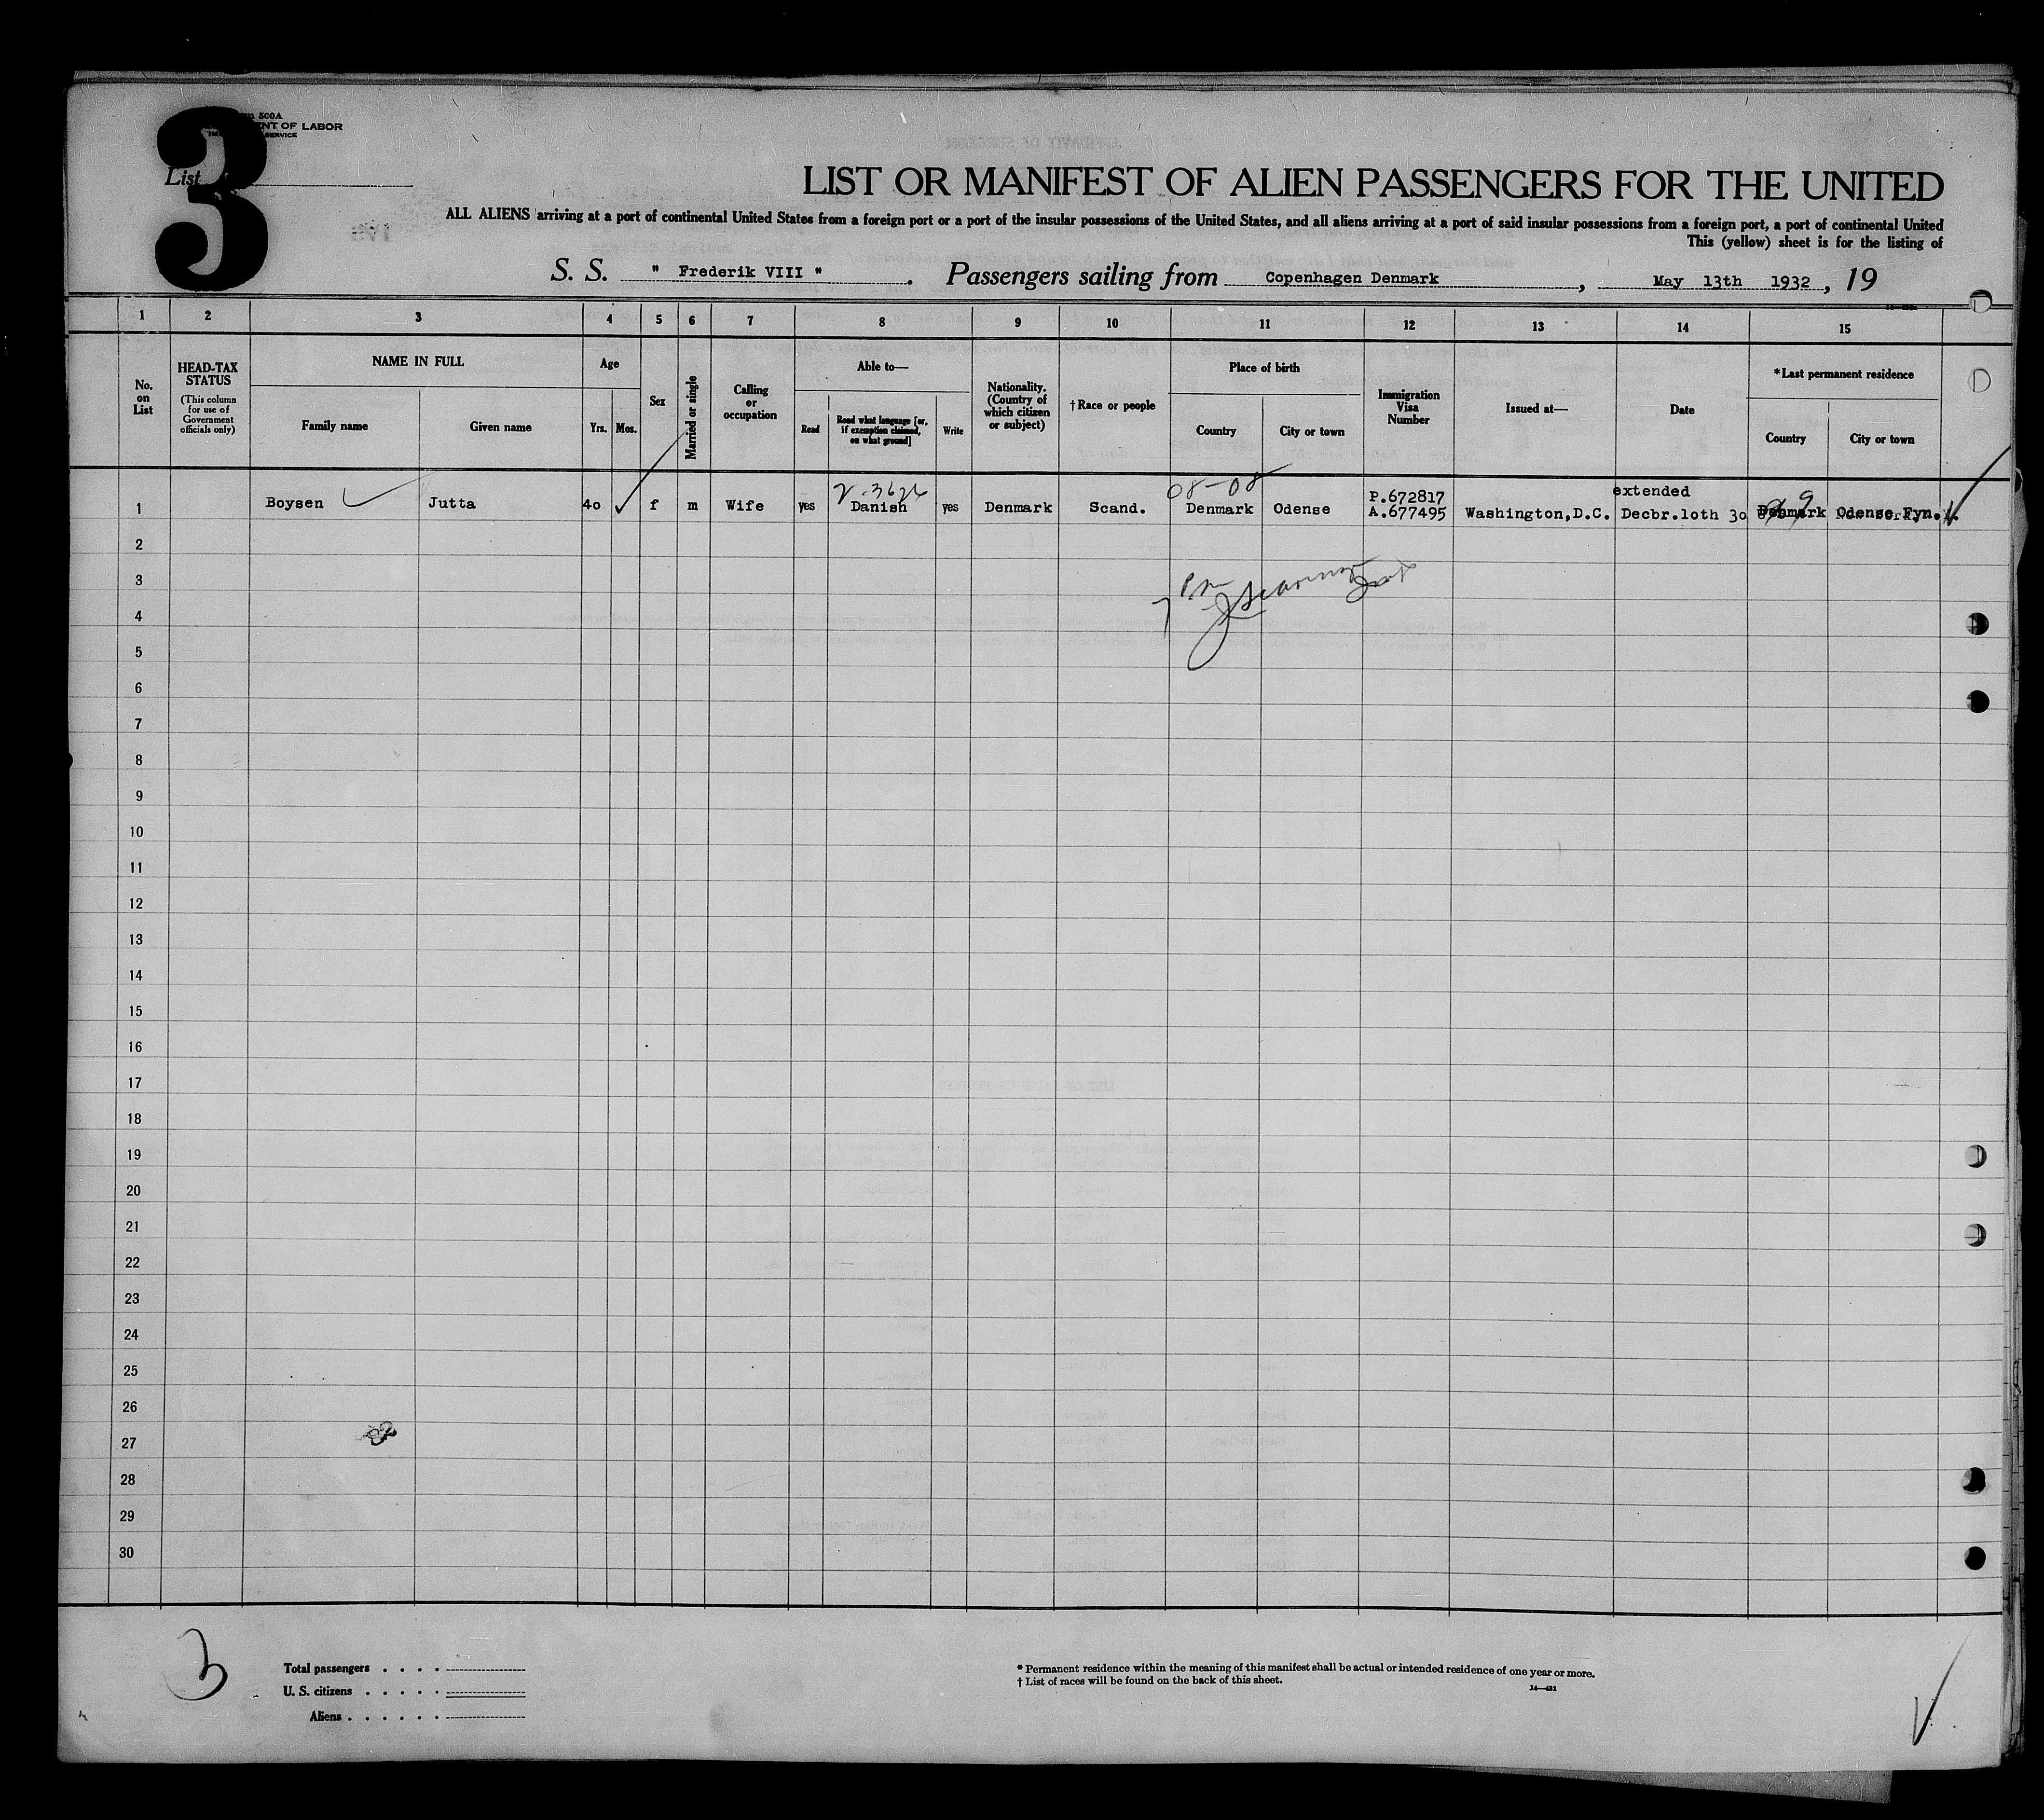 3
500A
ENT OF LABOR
SERVICE
List
LIST OR MANIFEST OF ALIEN PASSENGERS FOR THE UNITED
ALL ALIENS arriving at a port of continental United States from a foreign port or a port of the insular possessions of the United States, and all aliens arriving at a port of said insular possessions from a foreign port, a port of continental United
This (yellow) sheet is for the listing of
S. S. " Frederik VIII ". Passengers sailing from Copenhagen Denmark, May 13th 1932, 19
1 2 3 4 5 6 7 8 9 10 11 12 13 14 15
No. on List
HEAD-TAX STATUS
(This column for use of Government officials only)
NAME IN FULL
Family name Given name
Age
Yrs. Mos.
Sex
Married or single
Calling or occupation
Able to—
Read
Read what language [or, if exemption claimed, on what ground]
Write
Nationality. (Country of which citizen or subject)
†Race or people
Place of birth
Country City or town
Immigration Visa Number
Issued at—
Date
*Last permanent residence
Country City or town
08-08 P.672817 extended
1 Boysen Jutta 40 f m Wife yes Danish yes Denmark Scand. Denmark Odense A.677495 Washington,D.C. Decbr.10th 30 Denmark Odense Fyn.
2
3
4
5
6
7
8
9
10
11
12
13
14
15
16
17
18
19
20
21
22
23
24
25
26
27
28
29
30
3
Total passengers . . . .
U. S. citizens . . . . .
Aliens . . . . . .
* Permanent residence within the meaning of this manifest shall be actual or intended residence of one year or more.
† List of races will be found on the back of this sheet.